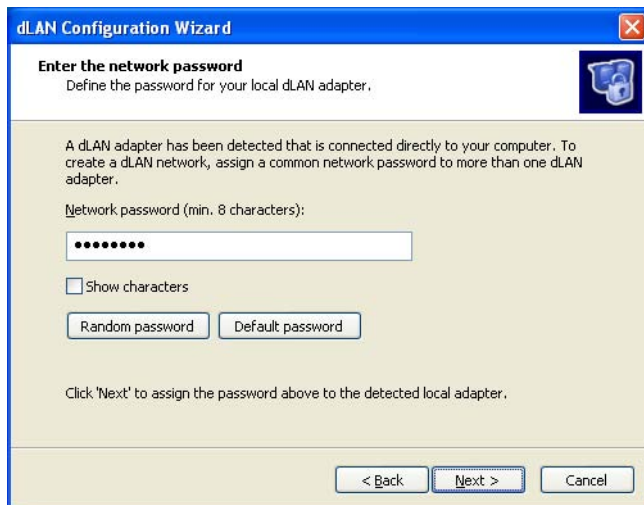 dLAN Configuration Wizard
Enter the network password
Define the password for your local dLAN adapter.
A dLAN adapter has been detected that is connected directly to your computer. To
create a dLAN network, assign a common network password to more than one dLAN
adapter.
Network password (min. 8 characters):
●●●●●●●●
Show characters
Random password Default password
Click 'Next' to assign the password above to the detected local adapter.
< Back Next > Cancel